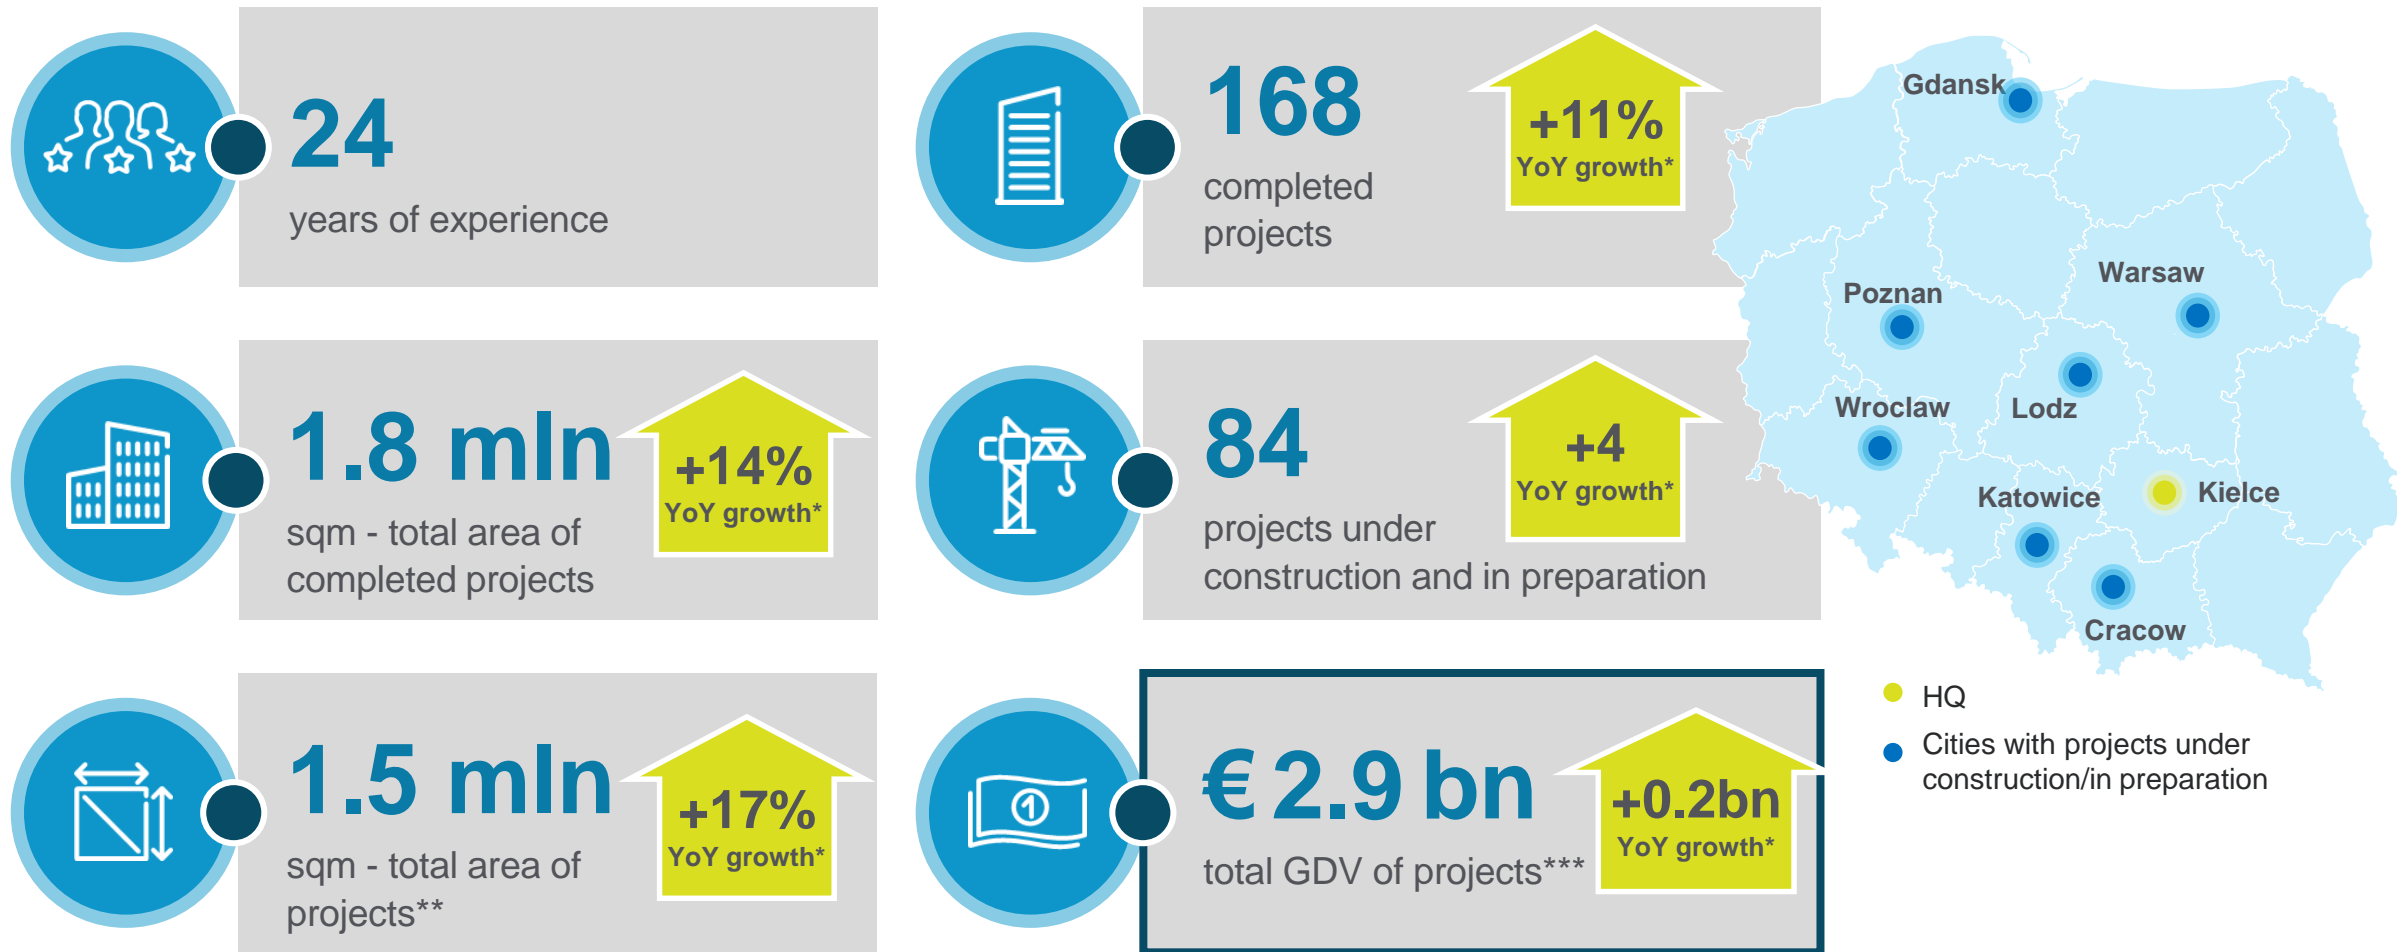 24
years of experience
168
completed
projects
+11%
YoY growth*
1.8 mln
sqm - total area of
completed projects
+14%
YoY growth*
84
projects under
construction and in preparation
+4
YoY growth*
1.5 mln
sqm - total area of
projects**
+17%
YoY growth*
1
€ 2.9 bn
total GDV of projects***
+0.2bn
YoY growth*
Gdansk
Warsaw
Poznan
Wroclaw
Lodz
Katowice
Kielce
Cracow
HQ
Cities with projects under
construction/in preparation